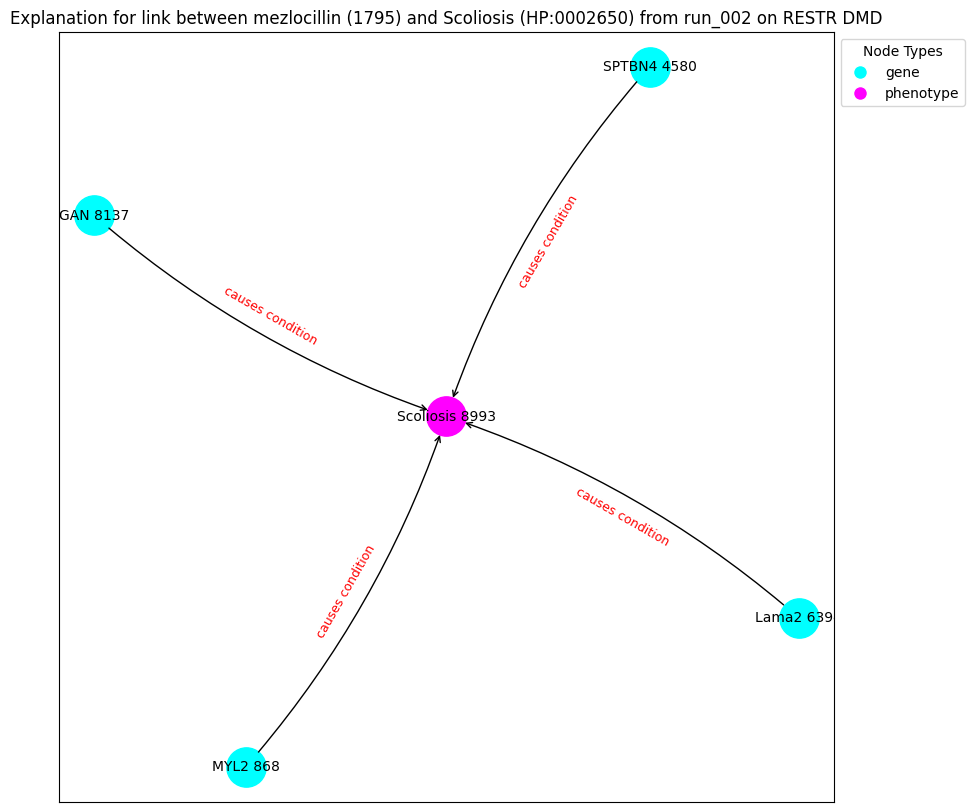 Explanation for link between mezlocillin (1795) and Scoliosis (HP:0002650) from run_002 on RESTR DMD
Node Types
gene
phenotype
SPTBN4 4580
GAN 8137
causes condition
causes condition
Scoliosis 8993
causes condition
causes condition
Lama2 639
MYL2 868